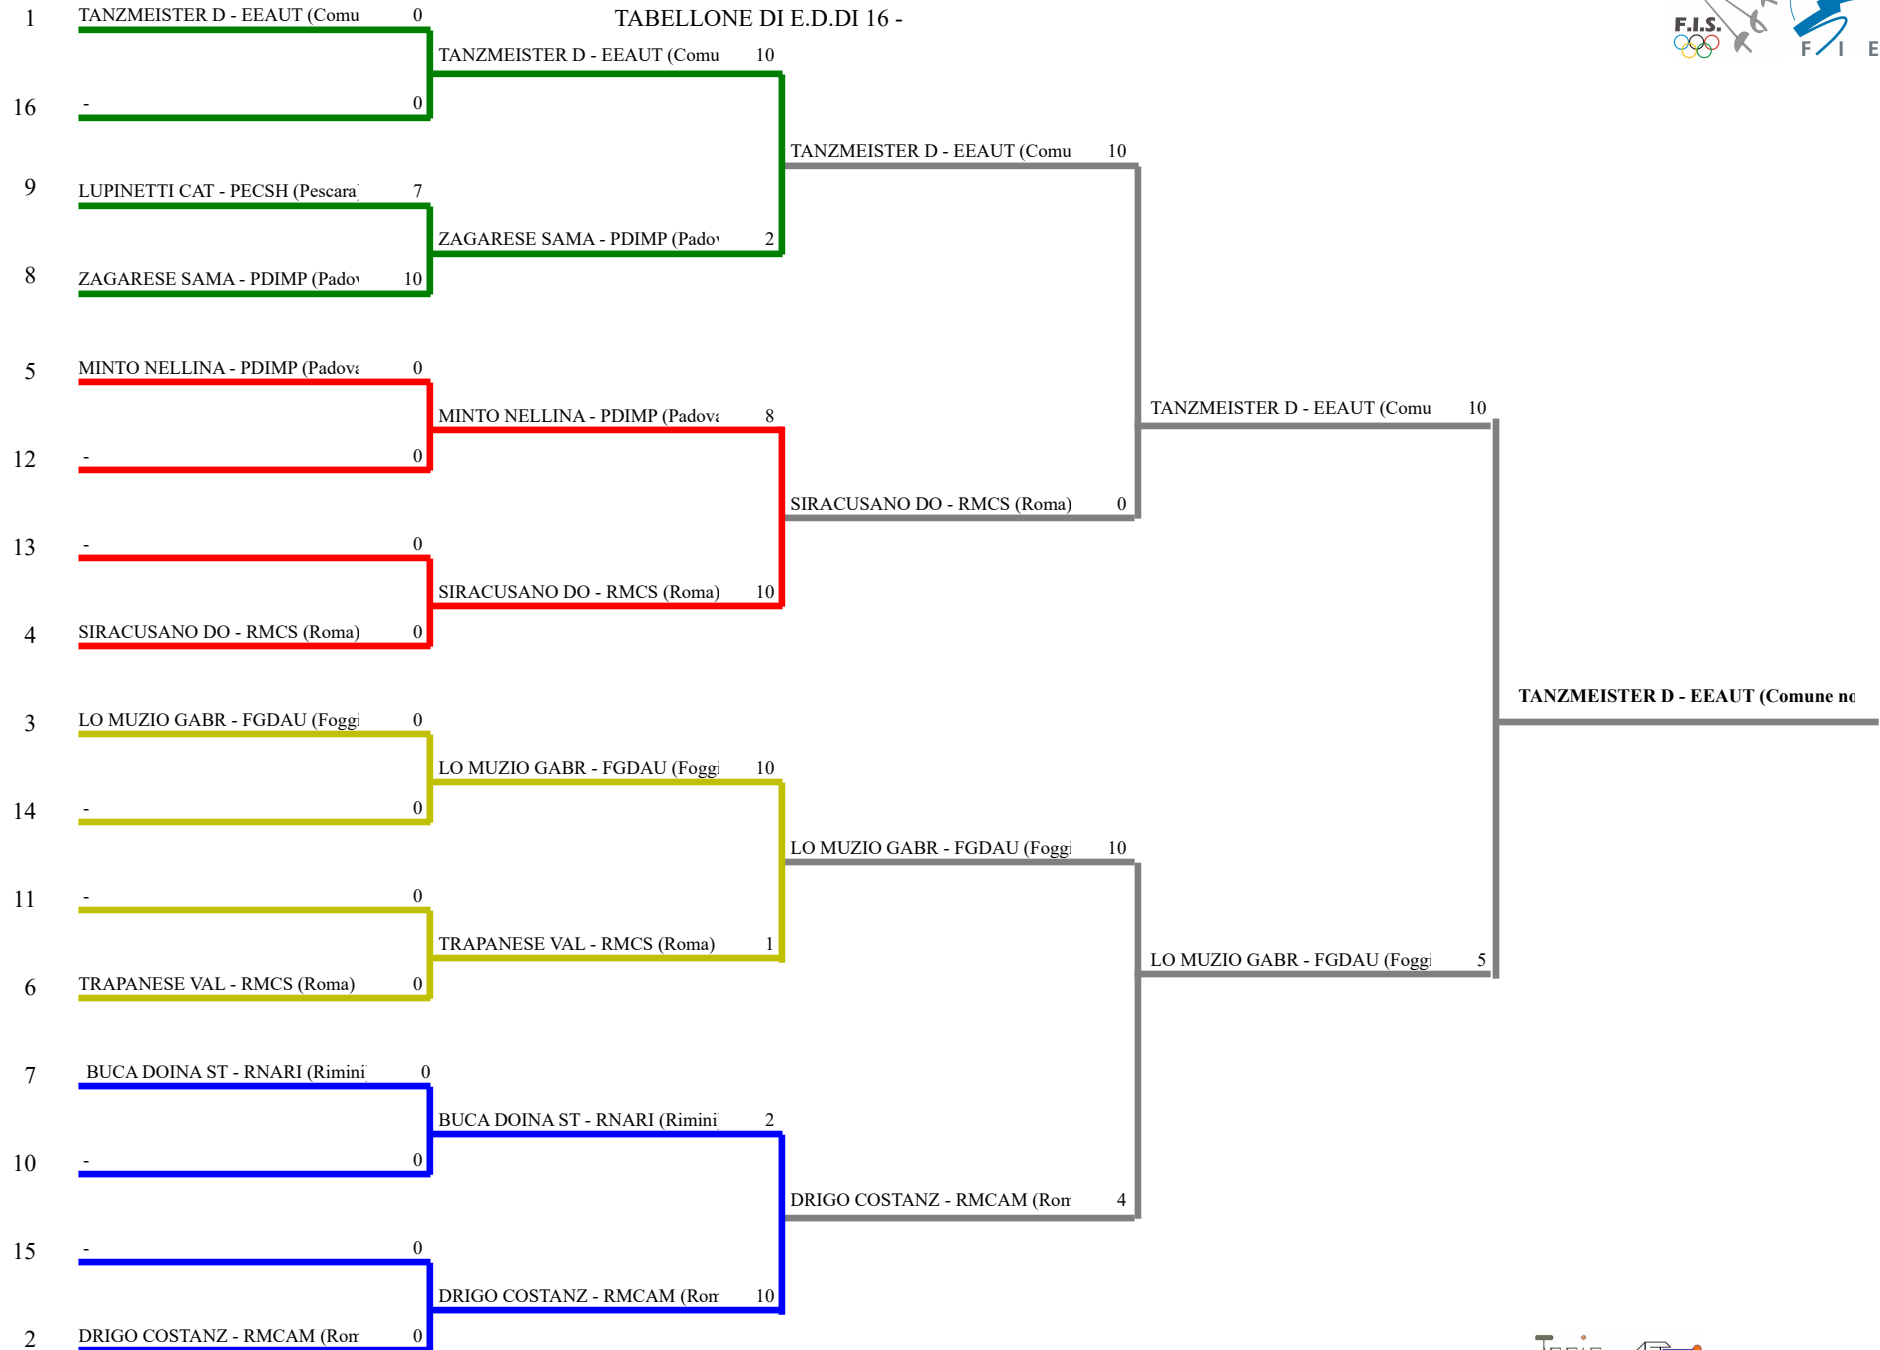 TABELLONE DI E.D.DI 16 -
F.I.S.
F I E
1 TANZMEISTER D - EEAUT (Comu 0
TANZMEISTER D - EEAUT (Comu 10
16 - 0
TANZMEISTER D - EEAUT (Comu 10
9 LUPINETTI CAT - PECSH (Pescara) 7
ZAGARESE SAMA - PDIMP (Padov 2
8 ZAGARESE SAMA - PDIMP (Padov 10
5 MINTO NELLINA - PDIMP (Padova 0
TANZMEISTER D - EEAUT (Comu 10
MINTO NELLINA - PDIMP (Padova 8
12 - 0
SIRACUSANO DO - RMCS (Roma) 0
13 - 0
SIRACUSANO DO - RMCS (Roma) 10
4 SIRACUSANO DO - RMCS (Roma) 0
TANZMEISTER D - EEAUT (Comune no
3 LO MUZIO GABR - FGDAU (Foggi 0
LO MUZIO GABR - FGDAU (Foggi 10
14 - 0
LO MUZIO GABR - FGDAU (Foggi 10
11 - 0
TRAPANESE VAL - RMCS (Roma) 1
LO MUZIO GABR - FGDAU (Foggi 5
6 TRAPANESE VAL - RMCS (Roma) 0
7 BUCA DOINA ST - RNARI (Rimini) 0
BUCA DOINA ST - RNARI (Rimini) 2
10 - 0
DRIGO COSTANZ - RMCAM (Rom 4
15 - 0
DRIGO COSTANZ - RMCAM (Rom 10
2 DRIGO COSTANZ - RMCAM (Rom 0